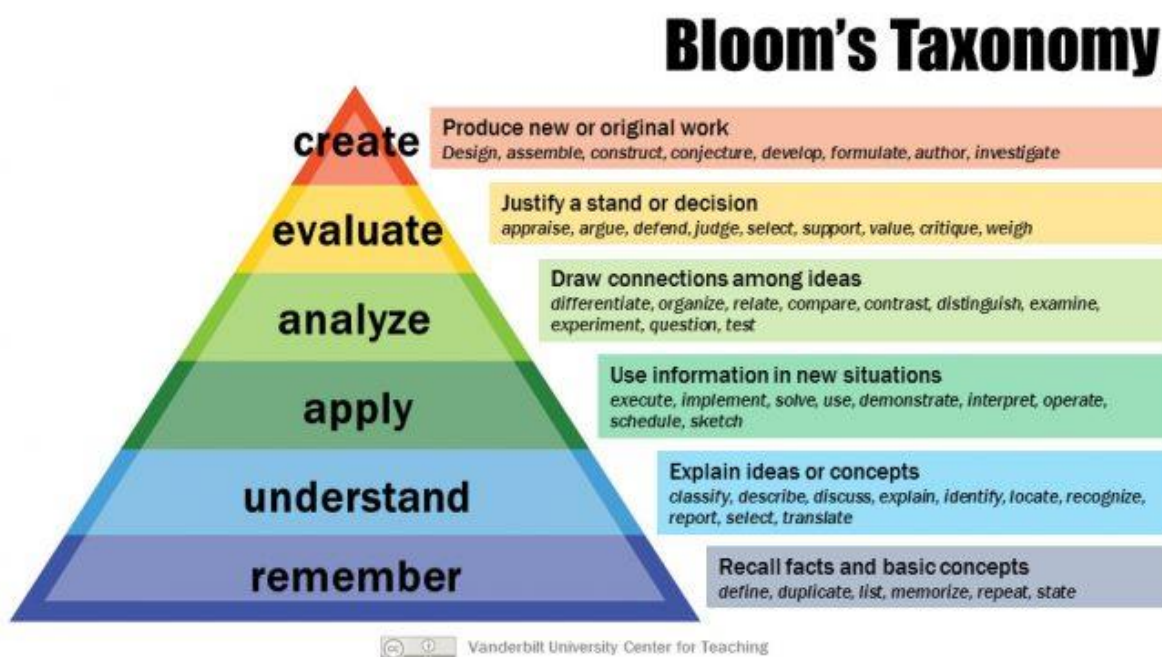 Bloom's Taxonomy
create
Produce new or original work
Design, assemble, construct, conjecture, develop, formulate, author, investigate
evaluate
Justify a stand or decision
appraise, argue, defend, judge, select, support, value, critique, weigh
analyze
Draw connections among ideas
differentiate, organize, relate, compare, contrast, distinguish, examine,
experiment, question, test
apply
Use information in new situations
execute, implement, solve, use, demonstrate, interpret, operate,
schedule, sketch
understand
Explain ideas or concepts
classify, describe, discuss, explain, identify, locate, recognize,
report, select, translate
remember
Recall facts and basic concepts
define, duplicate, list, memorize, repeat, state
cc
Vanderbilt University Center for Teaching